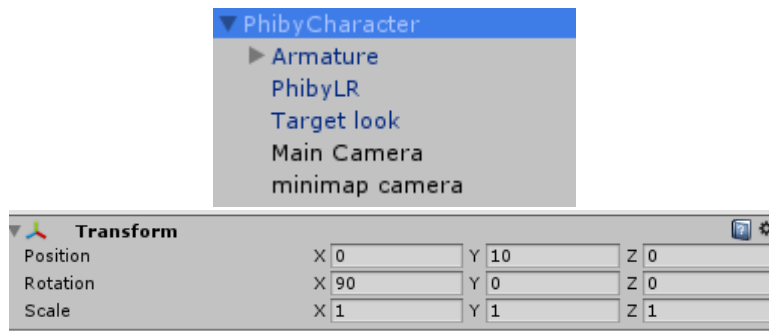 PhibyCharacter
Armature
PhibyLR
Target look
Main Camera
minimap camera
Transform
Position X 0 Y 10 Z 0
Rotation X 90 Y 0 Z 0
Scale X 1 Y 1 Z 1